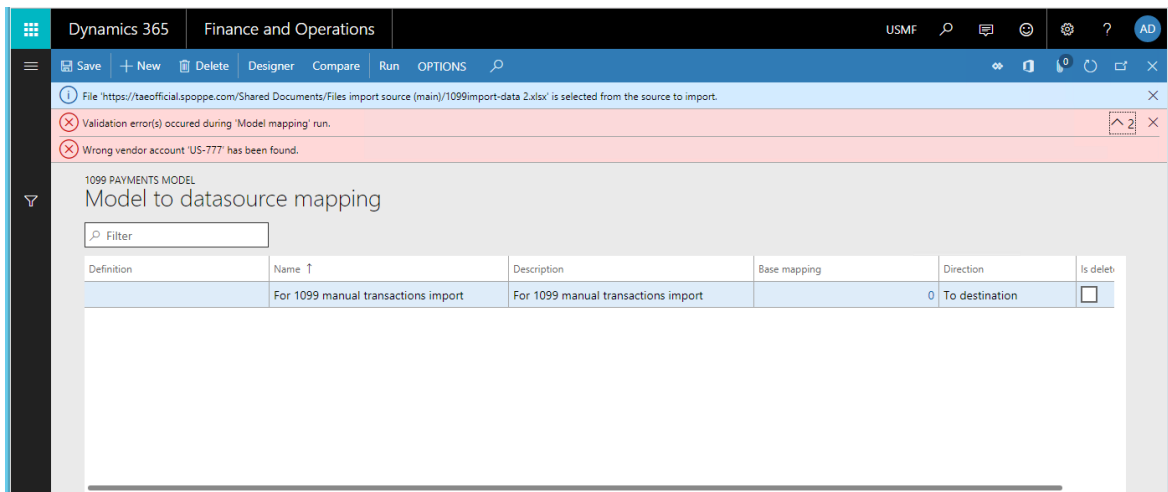 Dynamics 365 Finance and Operations USMF ? AD
Save + New Delete Designer Compare Run OPTIONS 0
File 'https://taeofficial.spoppe.com/Shared Documents/Files import source (main)/1099import-data 2.xlsx' is selected from the source to import.
Validation error(s) occured during 'Model mapping' run. 2
Wrong vendor account 'US-777' has been found.
1099 PAYMENTS MODEL
Model to datasource mapping
Filter
Definition Name ↑ Description Base mapping Direction Is delet
For 1099 manual transactions import For 1099 manual transactions import 0 To destination